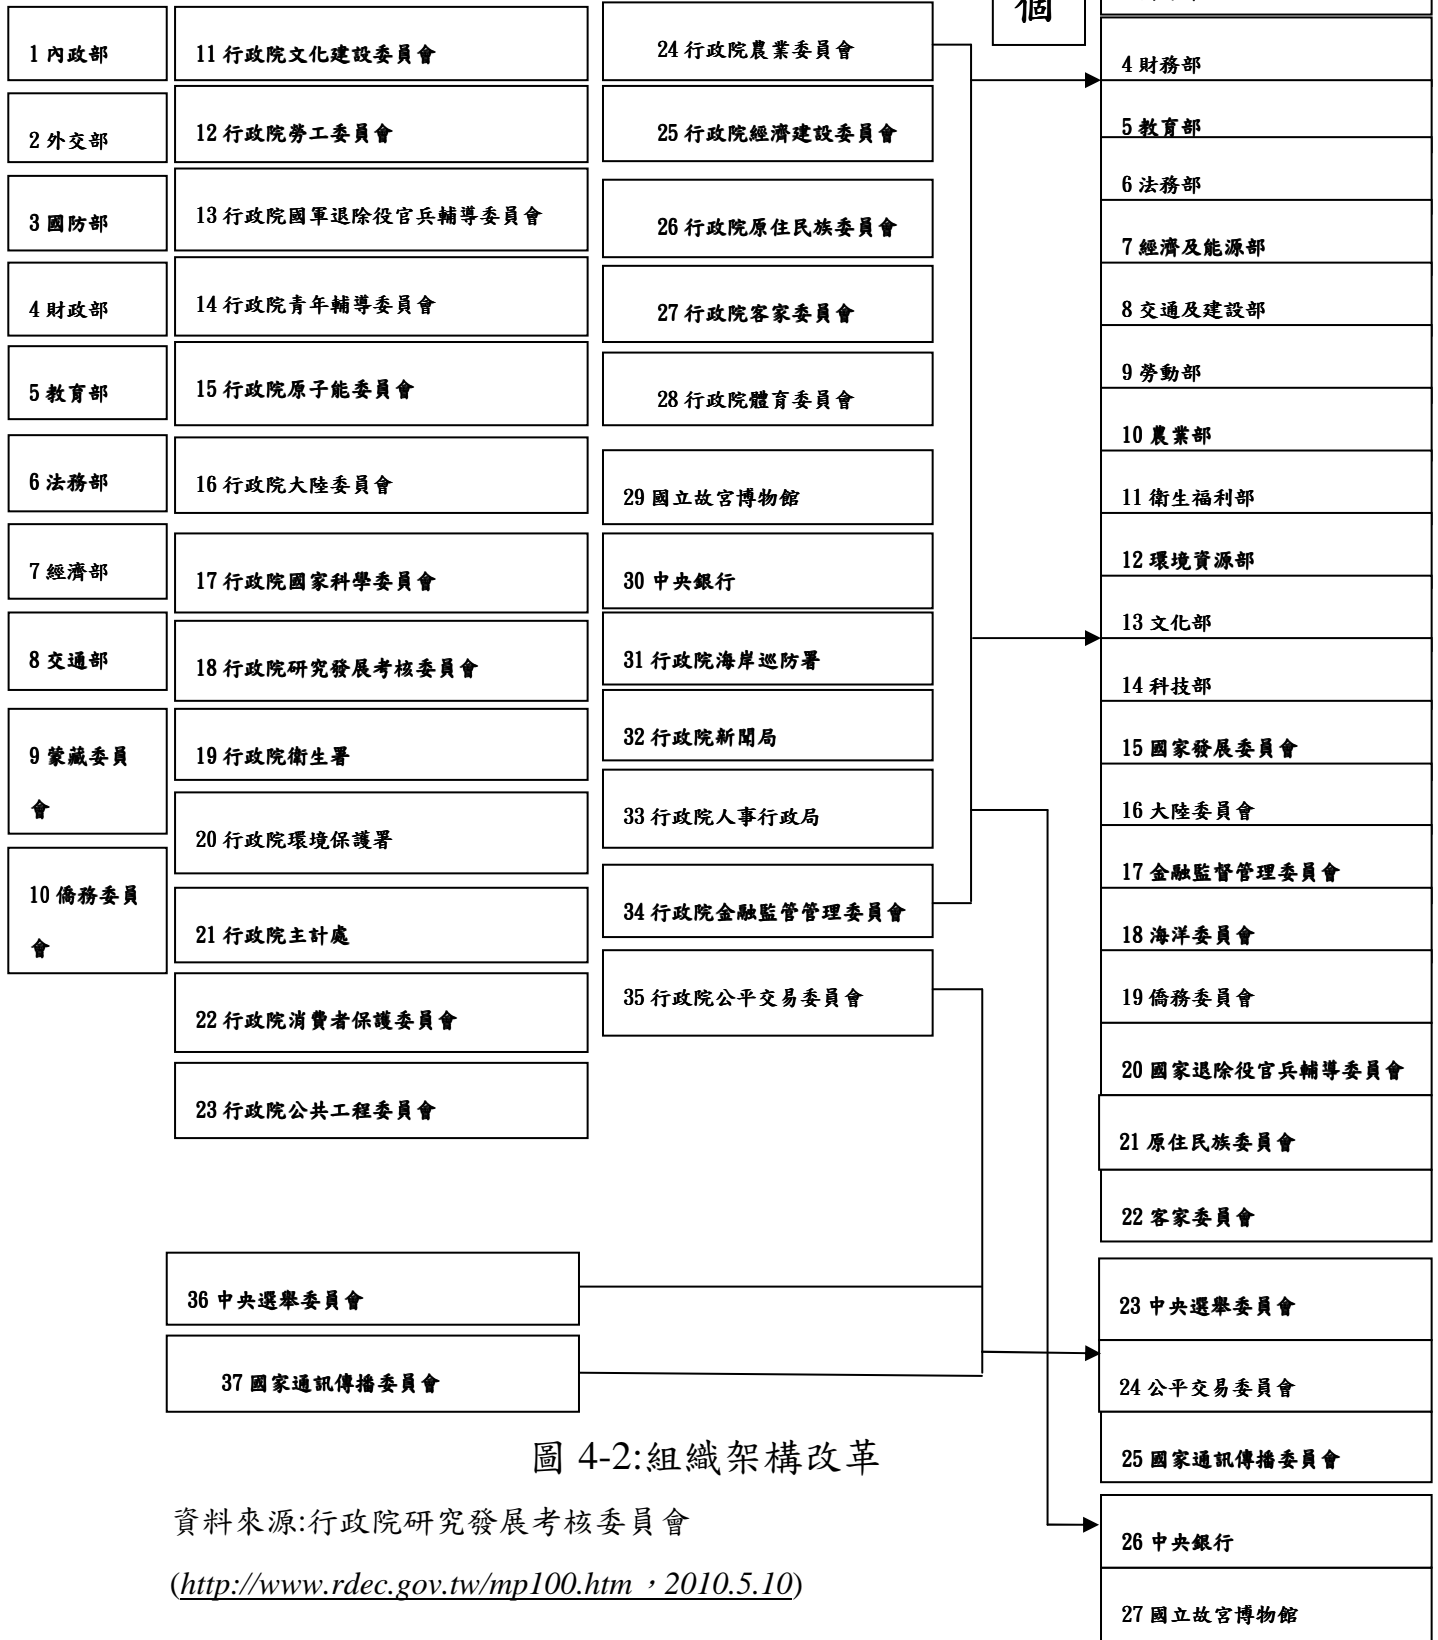 個
1 內政部
2 外交部
3 國防部
4 財政部
5 教育部
6 法務部
7 經濟部
8 交通部
9 蒙藏委員
會
10 僑務委員
會
11 行政院文化建設委員會
12 行政院勞工委員會
13 行政院國軍退除役官兵輔導委員會
14 行政院青年輔導委員會
15 行政院原子能委員會
16 行政院大陸委員會
17 行政院國家科學委員會
18 行政院研究發展考核委員會
19 行政院衛生署
20 行政院環境保護署
21 行政院主計處
22 行政院消費者保護委員會
23 行政院公共工程委員會
24 行政院農業委員會
25 行政院經濟建設委員會
26 行政院原住民族委員會
27 行政院客家委員會
28 行政院體育委員會
29 國立故宮博物館
30 中央銀行
31 行政院海岸巡防署
32 行政院新聞局
33 行政院人事行政局
34 行政院金融監管管理委員會
35 行政院公平交易委員會
36 中央選舉委員會
37 國家通訊傳播委員會
4 財務部
5 教育部
6 法務部
7 經濟及能源部
8 交通及建設部
9 勞動部
10 農業部
11 衛生福利部
12 環境資源部
13 文化部
14 科技部
15 國家發展委員會
16 大陸委員會
17 金融監督管理委員會
18 海洋委員會
19 僑務委員會
20 國家退除役官兵輔導委員會
21 原住民族委員會
22 客家委員會
23 中央選舉委員會
24 公平交易委員會
25 國家通訊傳播委員會
26 中央銀行
27 國立故宮博物館
圖 4-2:組織架構改革
資料來源:行政院研究發展考核委員會
(http://www.rdec.gov.tw/mp100.htm，2010.5.10)